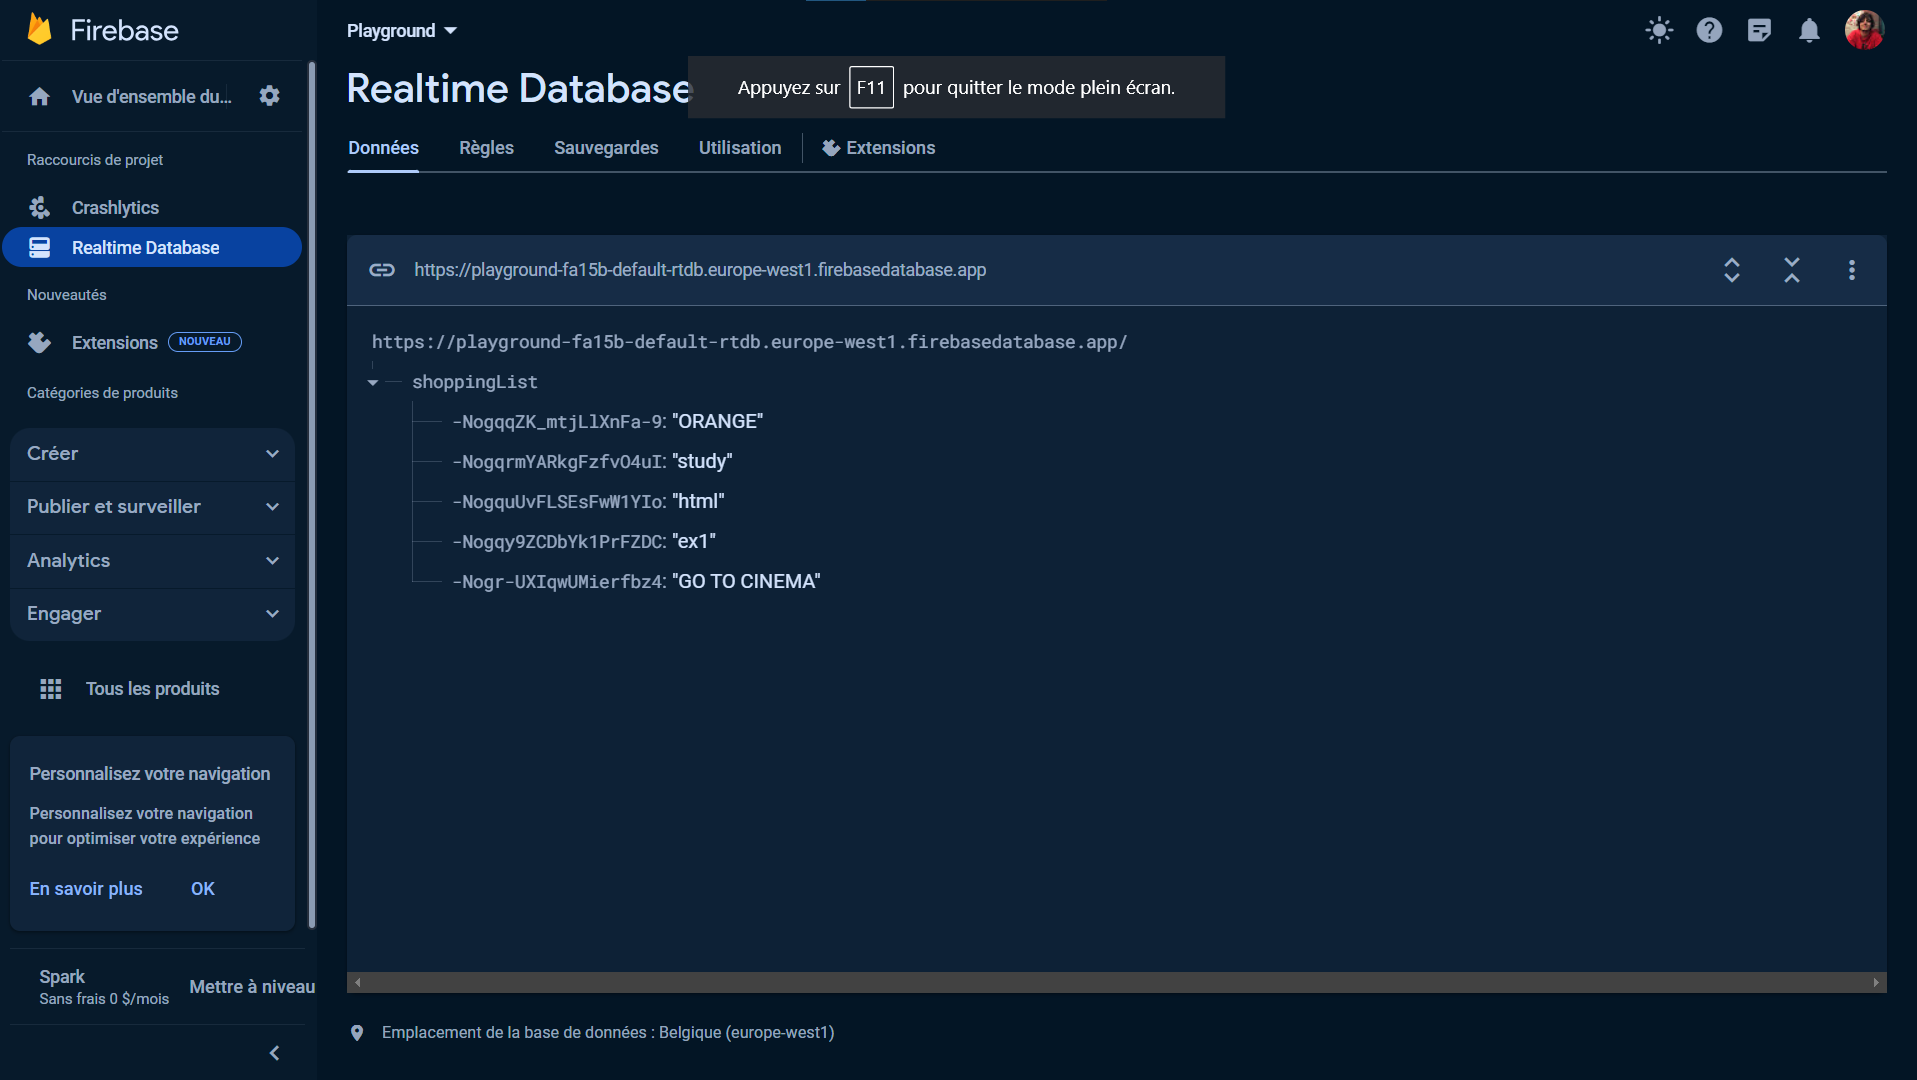 Firebase
Vue d'ensemble du...
Raccourcis de projet
Crashlytics
Realtime Database
Nouveautés
Extensions NOUVEAU
Catégories de produits
Créer
Publier et surveiller
Analytics
Engager
Tous les produits
Personnalisez votre navigation
Personnalisez votre navigation
pour optimiser votre expérience
En savoir plus OK
Spark
Sans frais 0 $/mois
Mettre à niveau
Playground
Realtime Database
Appuyez sur F11 pour quitter le mode plein écran.
Données Règles Sauvegardes Utilisation Extensions
https://playground-fa15b-default-rtdb.europe-west1.firebasedatabase.app
https://playground-fa15b-default-rtdb.europe-west1.firebasedatabase.app/
shoppingList
-NogqqZK_mtjLlXnFa-9: "ORANGE"
-NogqrmYARkgFzfvO4uI: "study"
-NogquUvFLSEsFwW1YIo: "html"
-Nogqy9ZCDbYk1PrFZDC: "ex1"
-Nogr-UXIqwUMierfbz4: "GO TO CINEMA"
Emplacement de la base de données : Belgique (europe-west1)